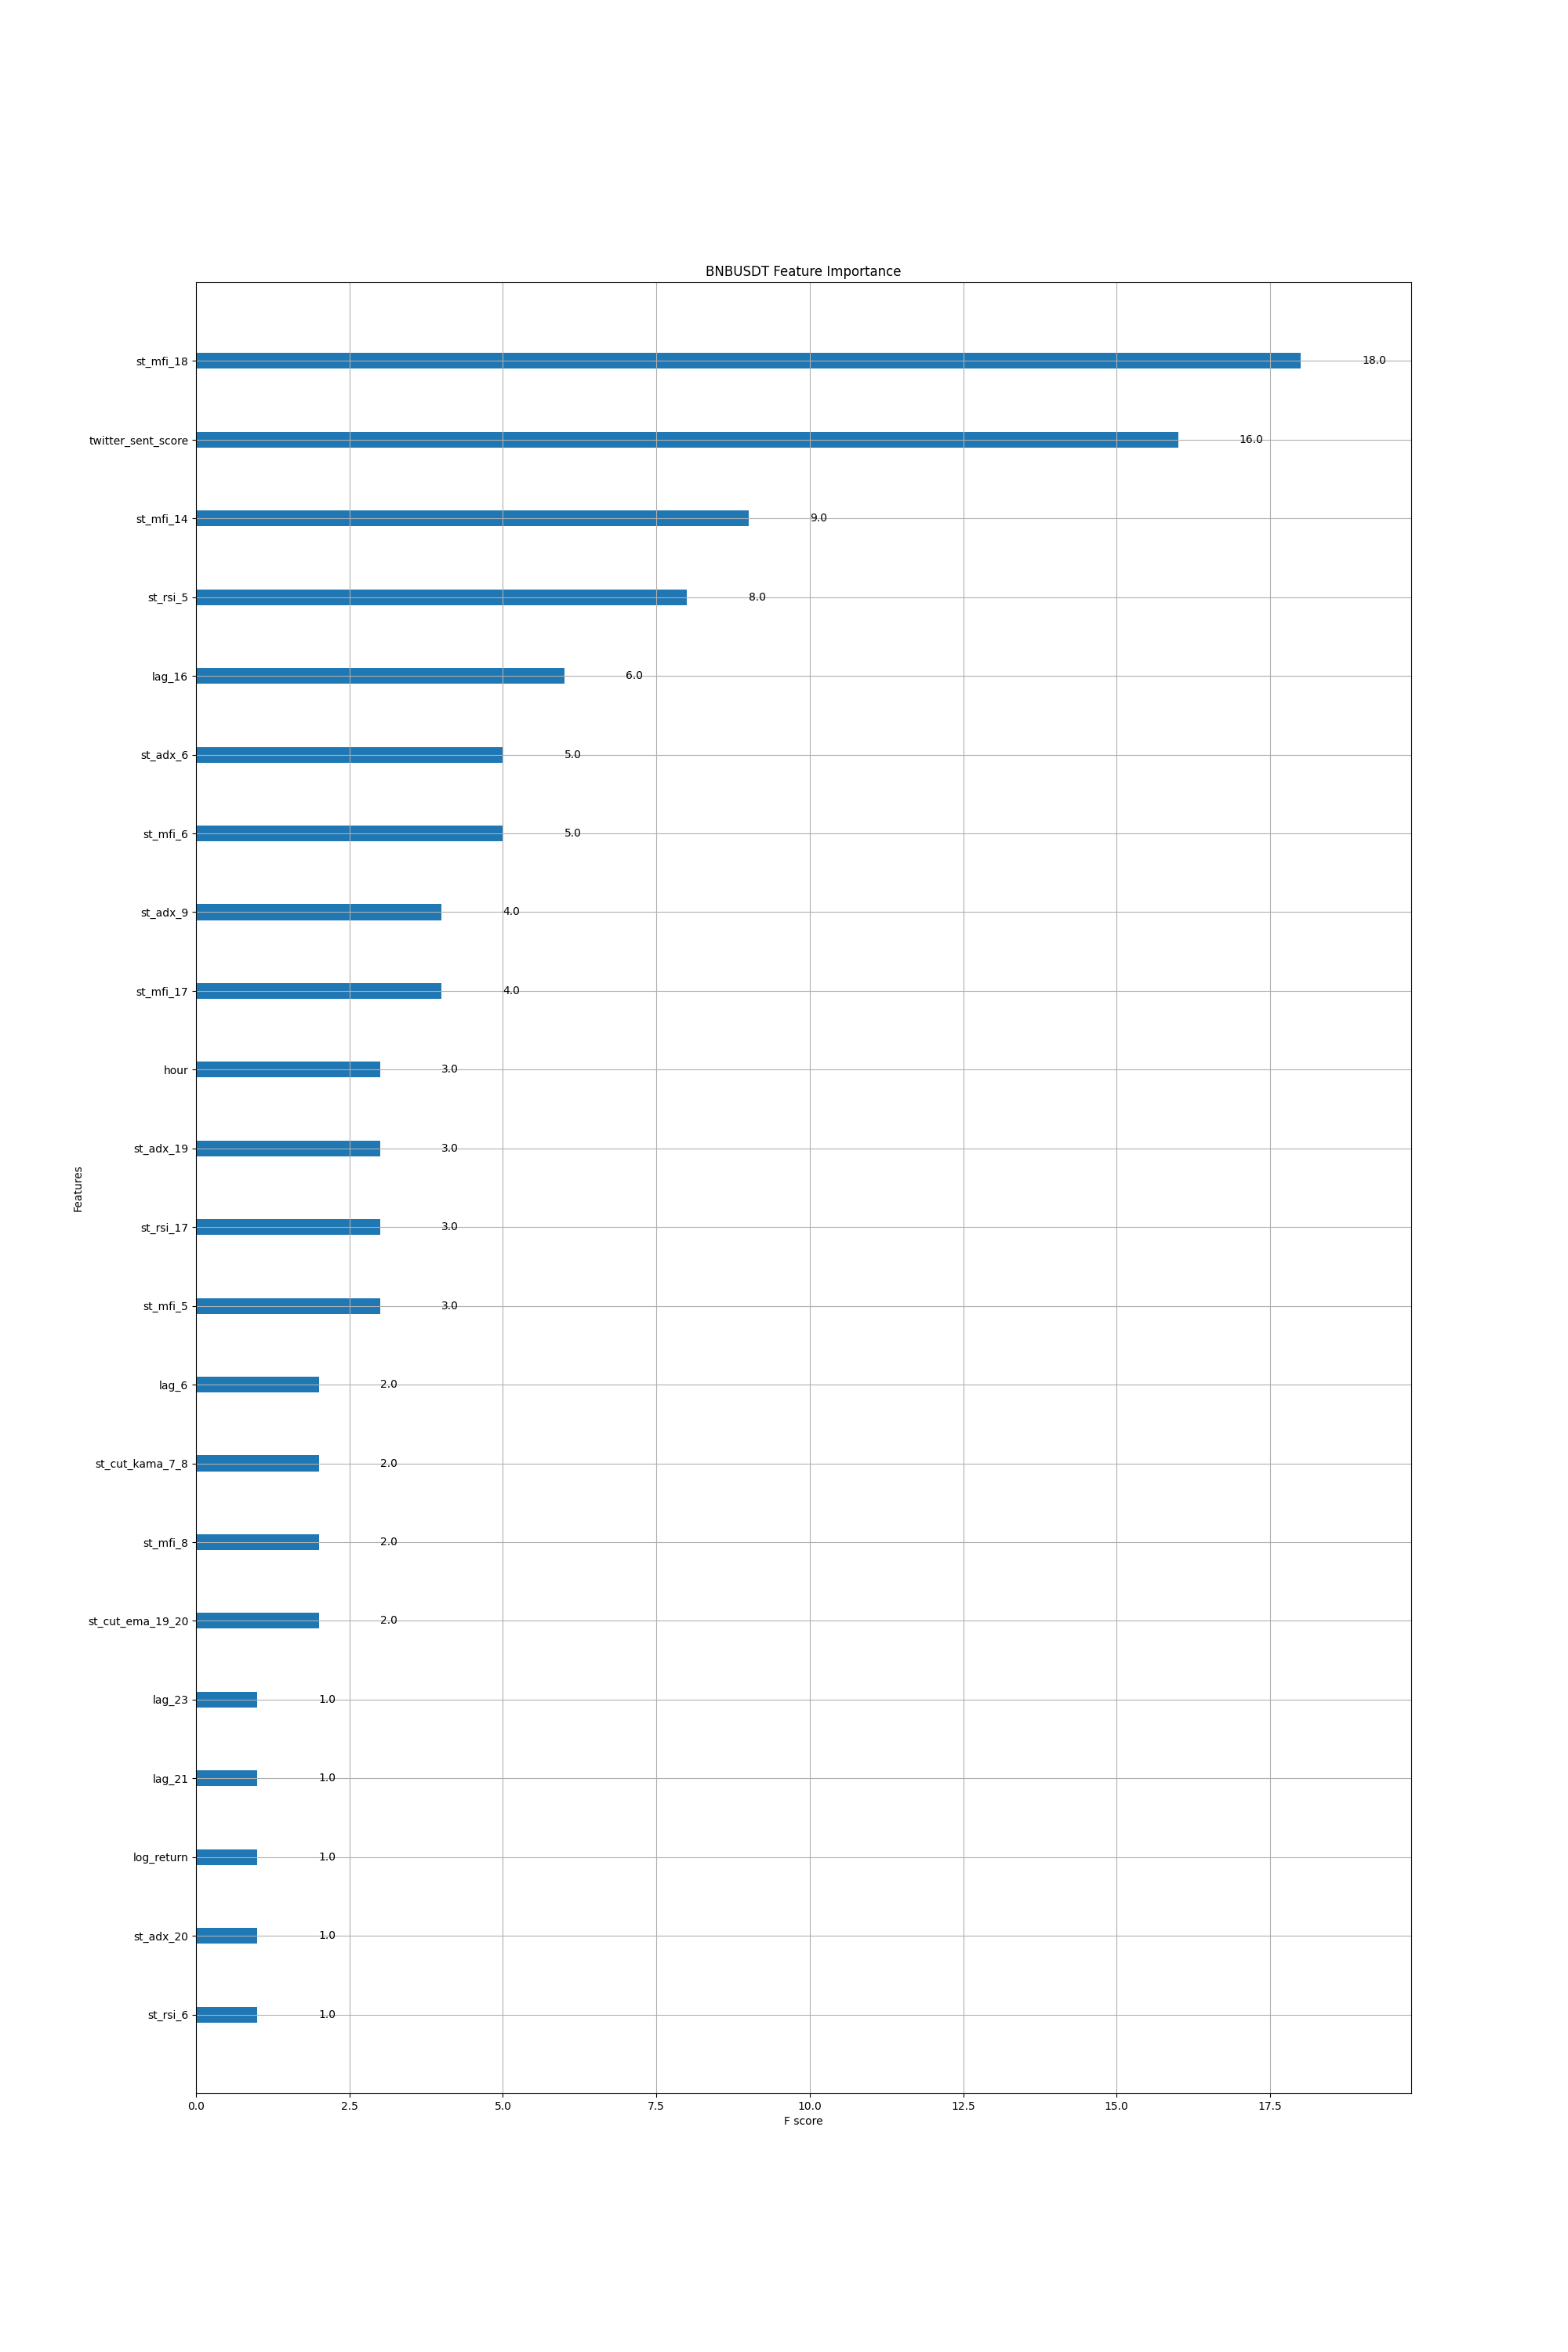 BNBUSDT Feature Importance
st_mfi_18 18.0
twitter_sent_score 16.0
st_mfi_14 9.0
st_rsi_5 8.0
lag_16 6.0
st_adx_6 5.0
st_mfi_6 5.0
st_adx_9 4.0
st_mfi_17 4.0
hour 3.0
st_adx_19 3.0
Features
st_rsi_17 3.0
st_mfi_5 3.0
lag_6 2.0
st_cut_kama_7_8 2.0
st_mfi_8 2.0
st_cut_ema_19_20 2.0
lag_23 1.0
lag_21 1.0
log_return 1.0
st_adx_20 1.0
st_rsi_6 1.0
0.0 2.5 5.0 7.5 10.0 12.5 15.0 17.5
F score